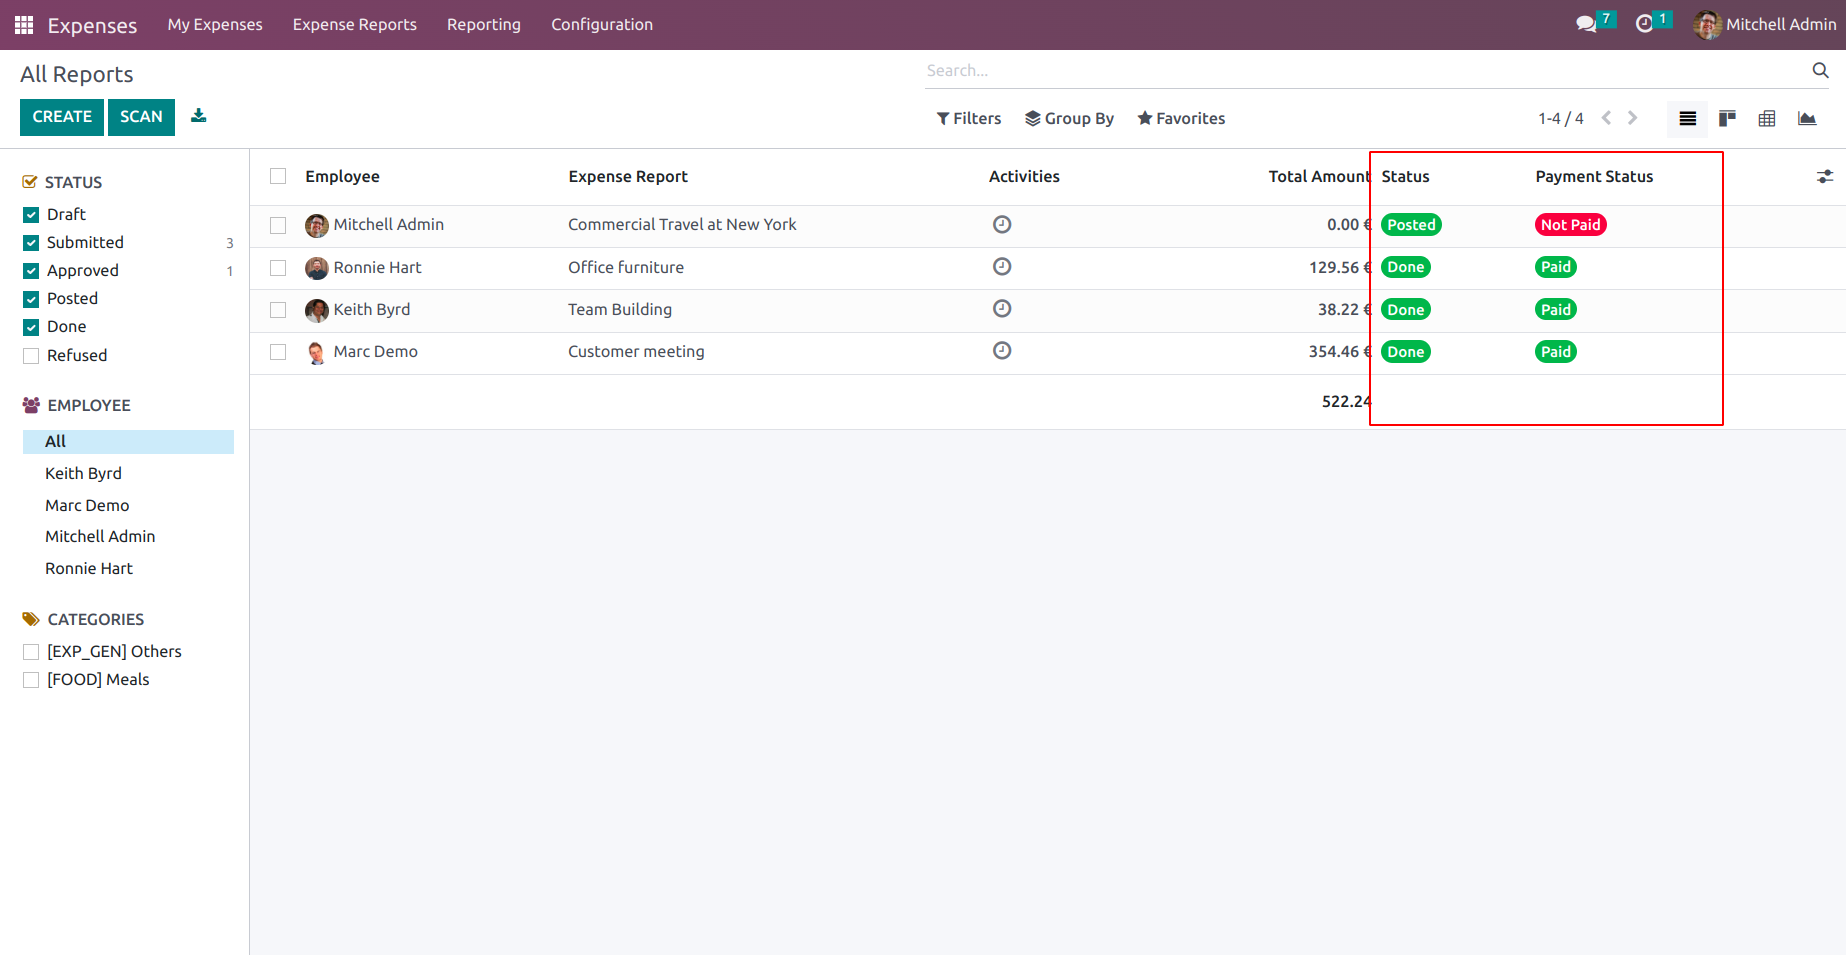 Expenses My Expenses Expense Reports Reporting Configuration 7 1 Mitchell Admin
All Reports
Search...
CREATE SCAN
Filters Group By Favorites 1-4 / 4
STATUS
Draft
Submitted 3
Approved 1
Posted
Done
Refused
EMPLOYEE
All
Keith Byrd
Marc Demo
Mitchell Admin
Ronnie Hart
CATEGORIES
[EXP_GEN] Others
[FOOD] Meals
Employee Expense Report Activities Total Amount Status Payment Status
Mitchell Admin Commercial Travel at New York 0.00 € Posted Not Paid
Ronnie Hart Office furniture 129.56 € Done Paid
Keith Byrd Team Building 38.22 € Done Paid
Marc Demo Customer meeting 354.46 € Done Paid
522.24